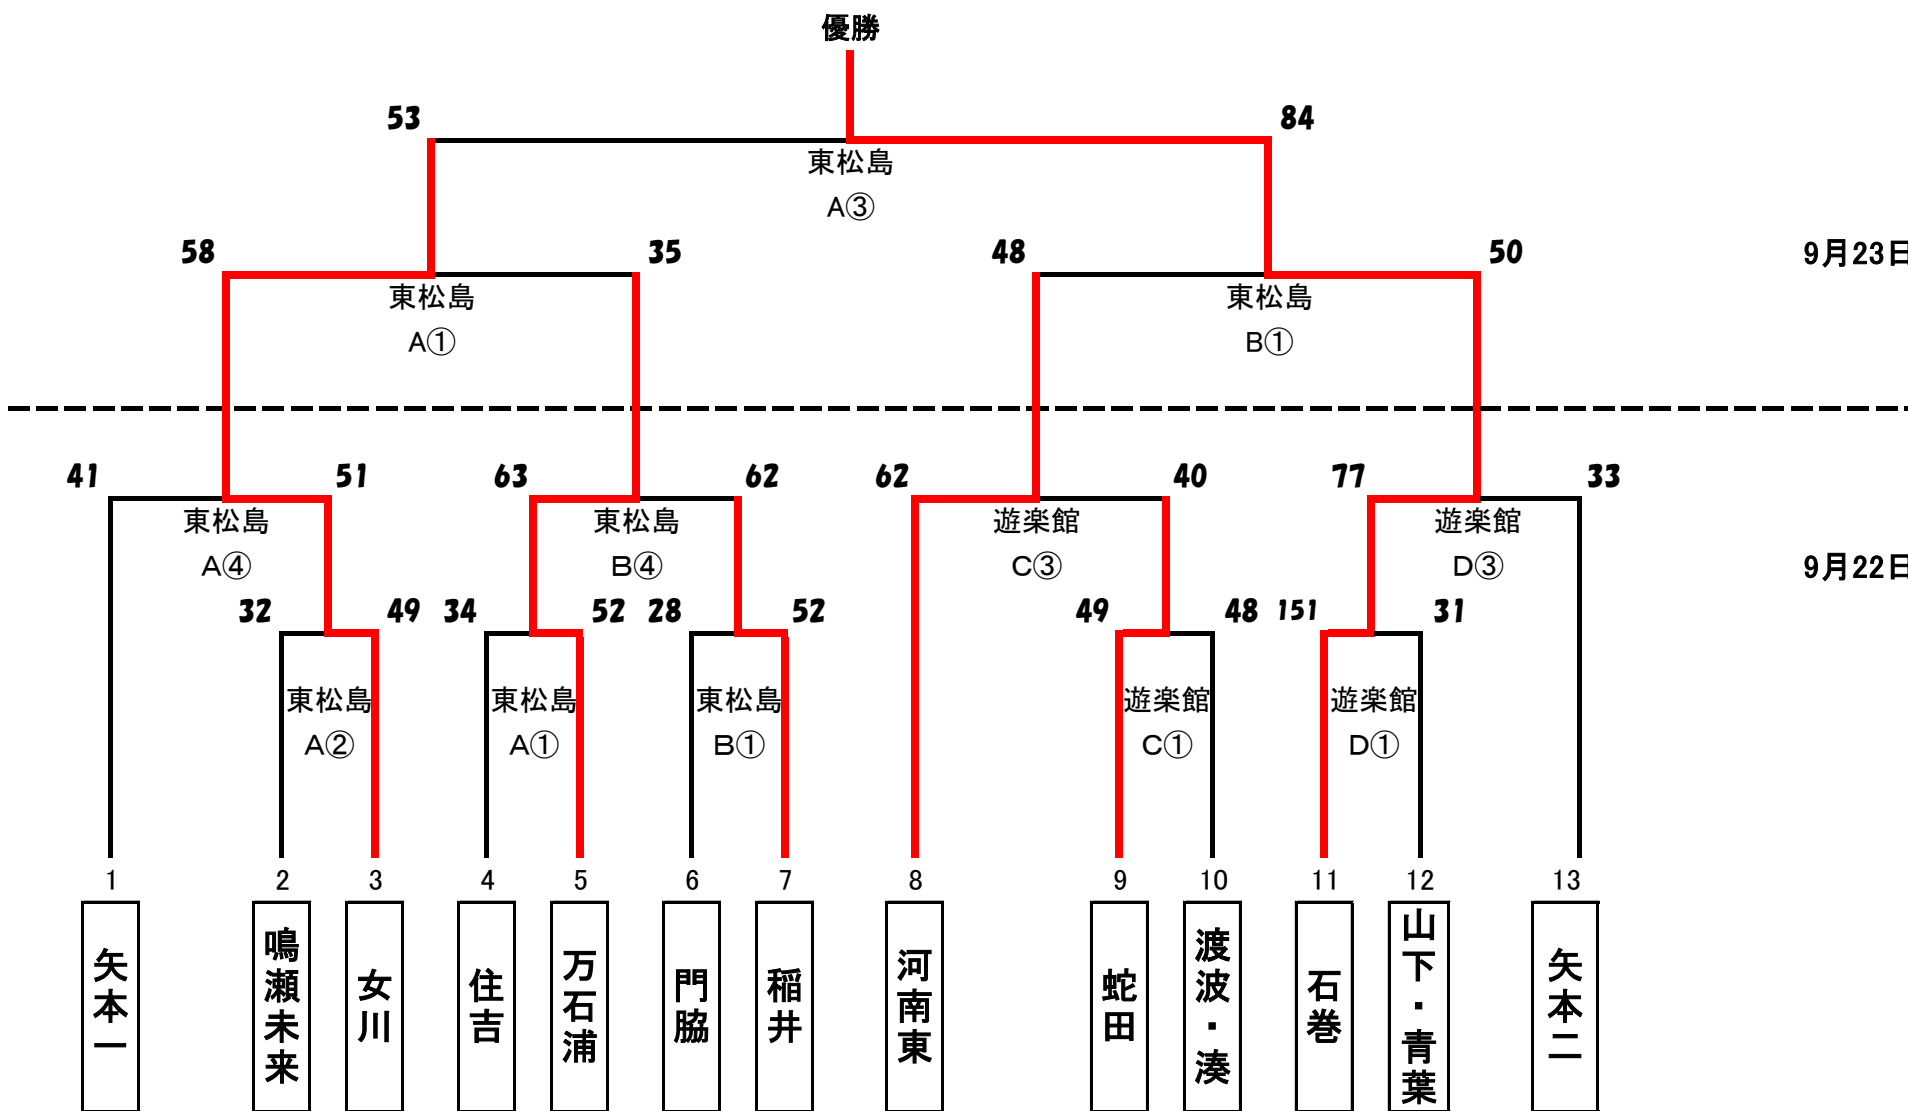 優勝
53 84
東松島
A③
58 35 48 50 9月23日
東松島 東松島
A① B①
41 51 63 62 62 40 77 33
東松島 東松島 遊楽館 遊楽館
A④ B④ C③ D③ 9月22日
32 49 34 52 28 52 49 48 151 31
東松島 東松島 東松島 遊楽館 遊楽館
A② A① B① C① D①
1 2 3 4 5 6 7 8 9 10 11 12 13
矢本一
鳴瀬未来
女川
住吉
万石浦
門脇
稲井
河南東
蛇田
渡波・湊
石巻
山下・青葉
矢本二